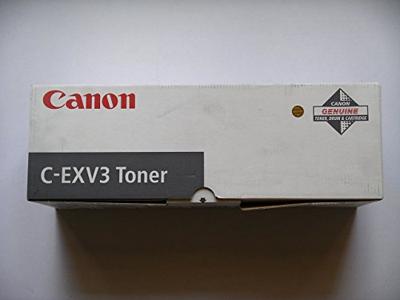 Canon
CANON
GENUINE
TONER, DRUM & CARTRIDGE
C-EXV3 Toner